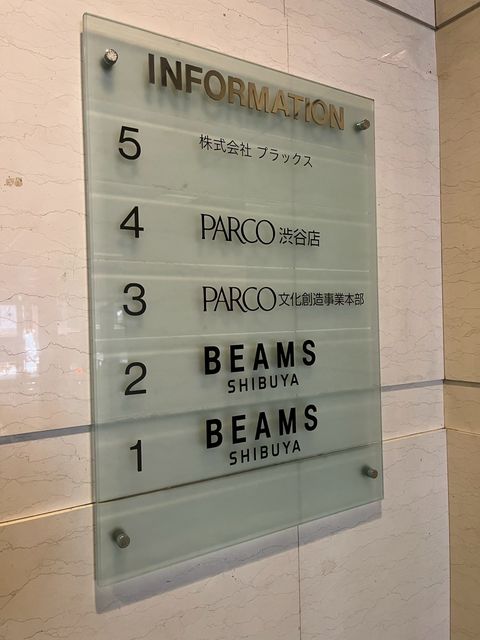 INFORMATION
5 株式会社 プラックス
4 PARCO 渋谷店
3 PARCO 文化創造事業本部
2 BEAMS
SHIBUYA
1 BEAMS
SHIBUYA